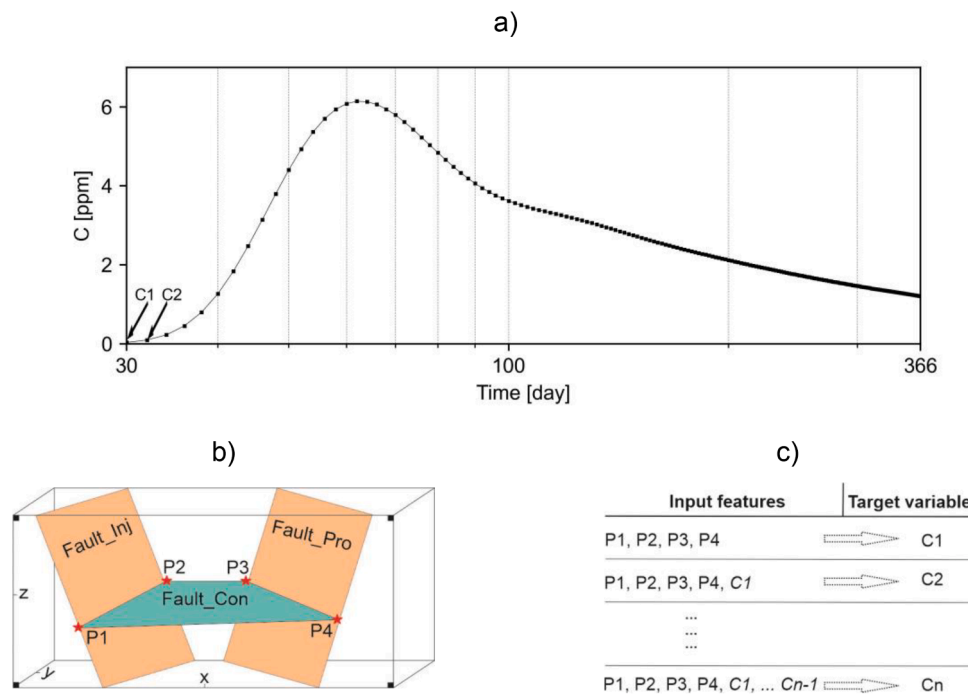 a)
C [ppm]
6
4
2
0
C1 C2
30 100 366
Time [day]
b)
Fault_Inj
Fault_Pro
P2 P3
Fault_Con
z
P1 P4
y
x
c)
Input features Target variable
P1, P2, P3, P4 C1
P1, P2, P3, P4, C1 C2
...
...
...
P1, P2, P3, P4, C1, ... Cn-1 Cn